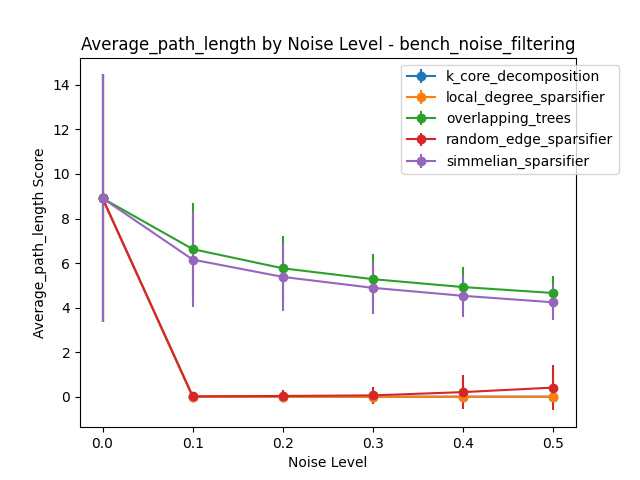 Average_path_length by Noise Level - bench_noise_filtering
k_core_decomposition
local_degree_sparsifier
overlapping_trees
random_edge_sparsifier
simmelian_sparsifier
Average_path_length Score
14
12
10
8
6
4
2
0
0.0 0.1 0.2 0.3 0.4 0.5
Noise Level